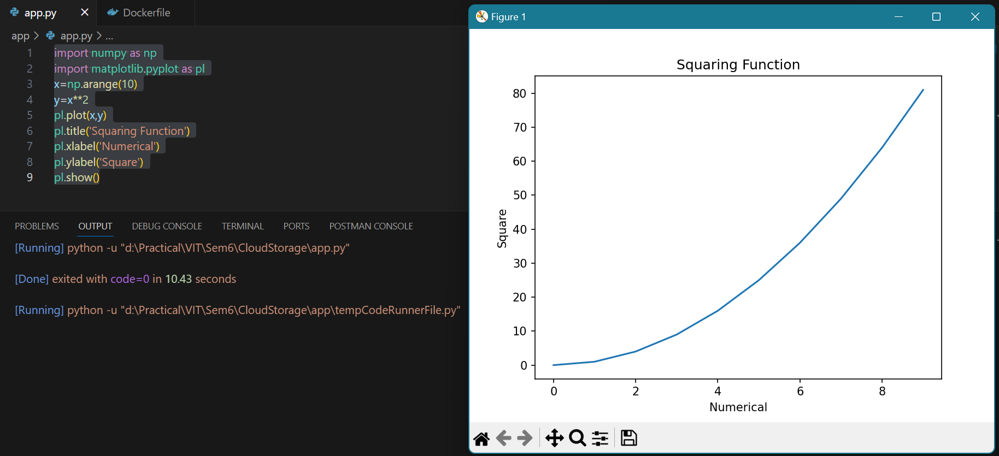 app.py
Dockerfile
app > app.py > ...
1 import numpy as np
2 import matplotlib.pyplot as pl
3 x=np.arange(10)
4 y=x**2
5 pl.plot(x,y)
6 pl.title('Squaring Function')
7 pl.xlabel('Numerical')
8 pl.ylabel('Square')
9 pl.show()
PROBLEMS OUTPUT DEBUG CONSOLE TERMINAL PORTS POSTMAN CONSOLE
[Running] python -u "d:\Practical\VIT\Sem6\CloudStorage\app.py"
[Done] exited with code=0 in 10.43 seconds
[Running] python -u "d:\Practical\VIT\Sem6\CloudStorage\app\tempCodeRunnerFile.py"
Figure 1
Squaring Function
80
70
60
50
40
30
20
10
0
Square
0 2 4 6 8
Numerical